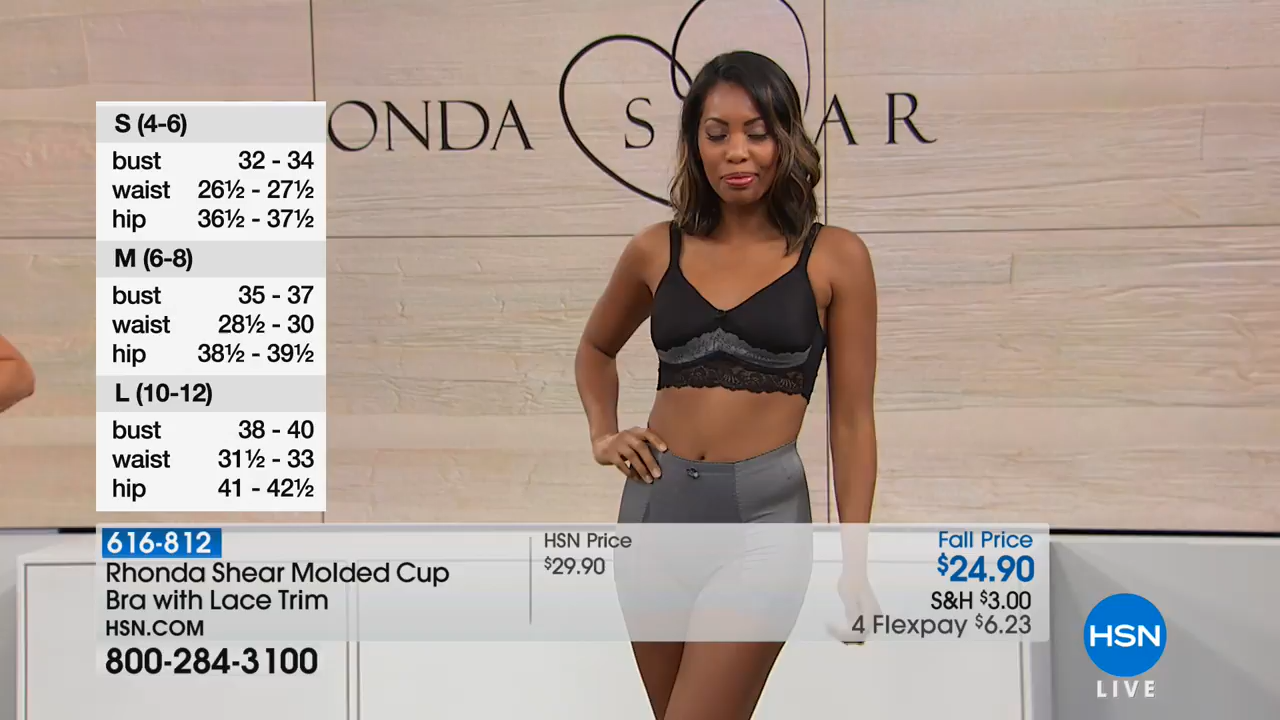 ONDA S AR
S (4-6)
bust 32 - 34
waist 26½ - 27½
hip 36½ - 37½
M (6-8)
bust 35 - 37
waist 28½ - 30
hip 38½ - 39½
L (10-12)
bust 38 - 40
waist 31½ - 33
hip 41 - 42½
616-812
Rhonda Shear Molded Cup
Bra with Lace Trim
HSN.COM
800-284-3100
HSN Price
$29.90
Fall Price
$24.90
S&H $3.00
4 Flexpay $6.23
HSN
LIVE